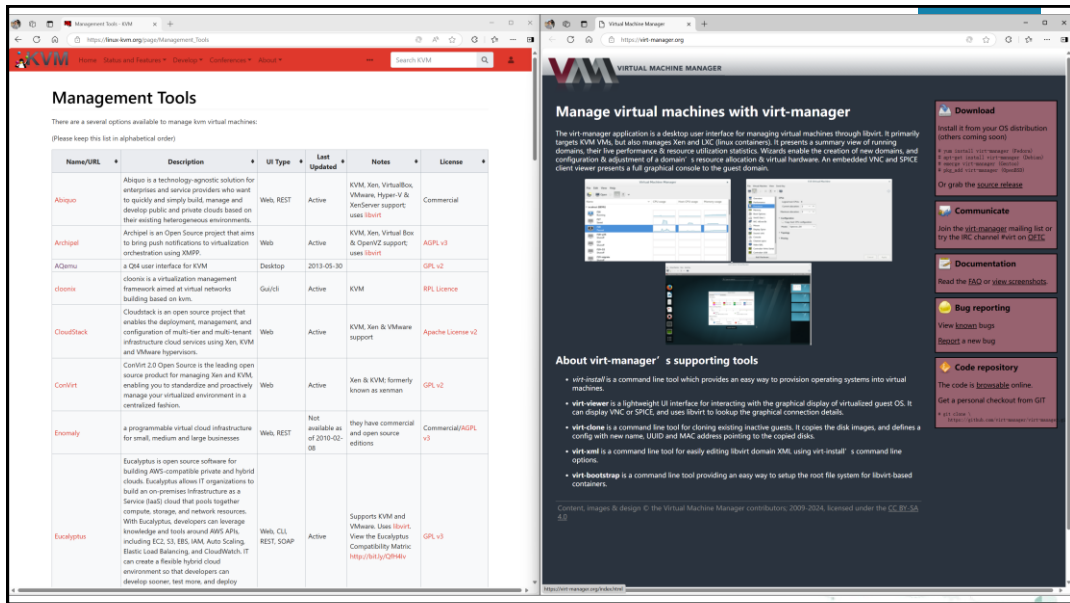 Management Tools - KVM
https://linux-kvm.org/page/Management_Tools
KVM
Home Status and Features Develop Conferences About
Search KVM
Management Tools
There are a several options available to manage kvm virtual machines:
(Please keep this list in alphabetical order)
Name/URL Description UI Type Last Updated Notes License
Abiquo
Abiquo is a technology-agnostic solution for
enterprises and service providers who want
to quickly and simply build, manage and
develop public and private clouds based on
their existing heterogeneous environments.
Web, REST
Active
KVM, Xen, VirtualBox,
VMware, Hyper-V &
XenServer support;
uses libvirt
Commercial
Archipel
Archipel is an Open Source project that aims
to bring push notifications to virtualization
orchestration using XMPP.
Web
Active
KVM, Xen, Virtual Box
& OpenVZ support;
uses libvirt
AGPL v3
AQemu
a Qt4 user interface for KVM
Desktop
2013-05-30
GPL v2
cloonix
cloonix is a virtualization management
framework aimed at virtual networks
building based on kvm.
Gui/cli
Active
KVM
RPL Licence
CloudStack
Cloudstack is an open source project that
enables the deployment, management, and
configuration of multi-tier and multi-tenant
infrastructure cloud services using Xen, KVM
and VMware hypervisors.
Web
Active
KVM, Xen & VMware
support
Apache License v2
ConVirt
ConVirt 2.0 Open Source is the leading open
source product for managing Xen and KVM,
enabling you to standardize and proactively
manage your virtualized environment in a
centralized fashion.
Web
Active
Xen & KVM; formerly
known as xenman
GPL v2
Enomaly
a programmable virtual cloud infrastructure
for small, medium and large businesses
Web, REST
Not
available as
of 2010-02-
08
they have commercial
and open source
editions
Commercial/AGPL
v3
Eucalyptus
Eucalyptus is open source software for
building AWS-compatible private and hybrid
clouds. Eucalyptus allows IT organizations to
build an on-premises Infrastructure as a
Service (IaaS) cloud that pools together
compute, storage, and network resources.
With Eucalyptus, developers can leverage
knowledge and tools around AWS APIs,
including EC2, S3, EBS, IAM, Auto Scaling,
Elastic Load Balancing, and CloudWatch. IT
can create a flexible hybrid cloud
environment so that developers can
develop sooner, test more, and deploy
Web, CLI,
REST, SOAP
Active
Supports KVM and
VMware. Uses libvirt.
View the Eucalyptus
Compatibility Matric
http://bit.ly/QfH4iv
GPL v3
Virtual Machine Manager
https://virt-manager.org
VIRTUAL MACHINE MANAGER
Manage virtual machines with virt-manager
The virt-manager application is a desktop user interface for managing virtual machines through libvirt. It primarily
targets KVM VMs, but also manages Xen and LXC (linux containers). It presents a summary view of running
domains, their live performance & resource utilization statistics. Wizards enable the creation of new domains, and
configuration & adjustment of a domain's resource allocation & virtual hardware. An embedded VNC and SPICE
client viewer presents a full graphical console to the guest domain.
About virt-manager's supporting tools
• virt-install is a command line tool which provides an easy way to provision operating systems into virtual
machines.
• virt-viewer is a lightweight UI interface for interacting with the graphical display of virtualized guest OS. It
can display VNC or SPICE, and uses libvirt to lookup the graphical connection details.
• virt-clone is a command line tool for cloning existing inactive guests. It copies the disk images, and defines a
config with new name, UUID and MAC address pointing to the copied disks.
• virt-xml is a command line tool for easily editing libvirt domain XML using virt-install's command line
options.
• virt-bootstrap is a command line tool providing an easy way to setup the root file system for libvirt-based
containers.
Content, images & design © the Virtual Machine Manager contributors; 2009-2024, licensed under the CC BY-SA
4.0
Download
Install it from your OS distribution
(others coming soon)
# yum install virt-manager (Fedora)
# apt-get install virt-manager (Debian)
# emerge virt-manager (Gentoo)
# pkg_add virt-manager (OpenBSD)
Or grab the source release
Communicate
Join the virt-manager mailing list or
try the IRC channel #virt on OFTC
Documentation
Read the FAQ or view screenshots.
Bug reporting
View known bugs
Report a new bug
Code repository
The code is browsable online.
Get a personal checkout from GIT
# git clone \
https://github.com/virt-manager/virt-manager
https://virt-manager.org/index.html